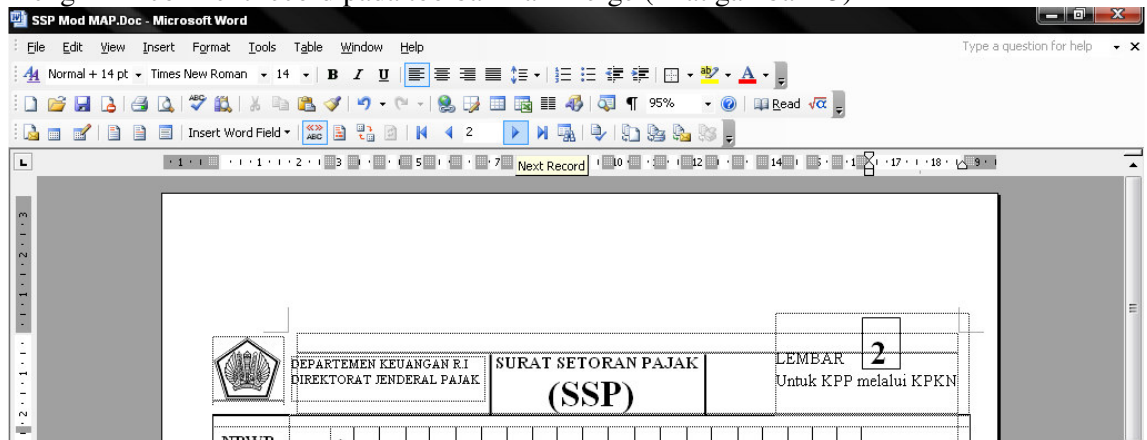 SSP Mod MAP.Doc - Microsoft Word
File Edit View Insert Format Tools Table Window Help
Type a question for help
Normal + 14 pt Times New Roman 14 B I U
95% Read
Insert Word Field 2
Next Record
DEPARTEMEN KEUANGAN R.I
DIREKTORAT JENDERAL PAJAK
SURAT SETORAN PAJAK
(SSP)
LEMBAR 2
Untuk KPP melalui KPKN
NPWP